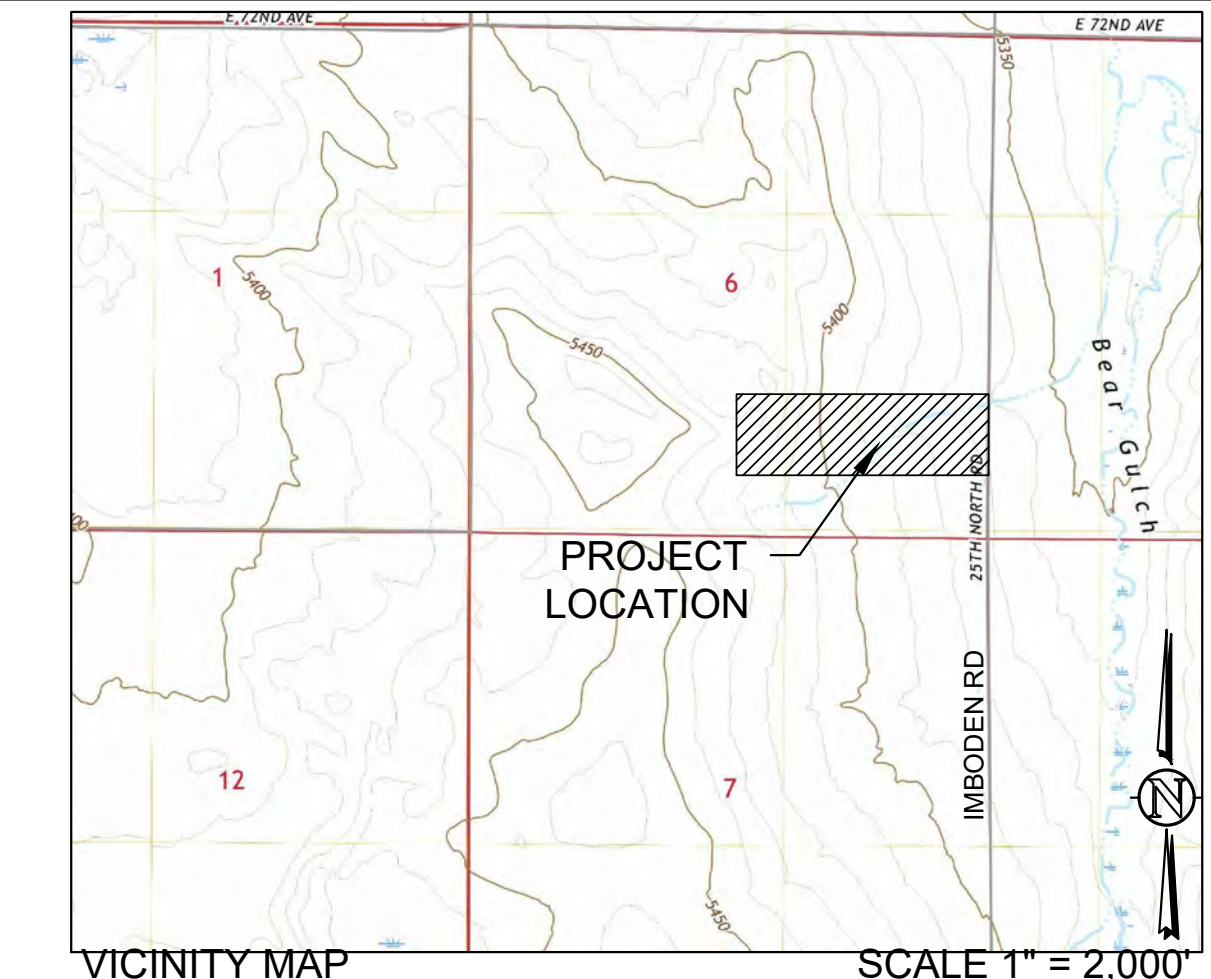 E 72ND AVE
E 72ND AVE
5350
1
6
5400
5400
5450
Bear Gulch
25TH NORTH RD
00
PROJECT
LOCATION
IMBODEN RD
12
7
N
5450
VICINITY MAP
SCALE 1" = 2,000'